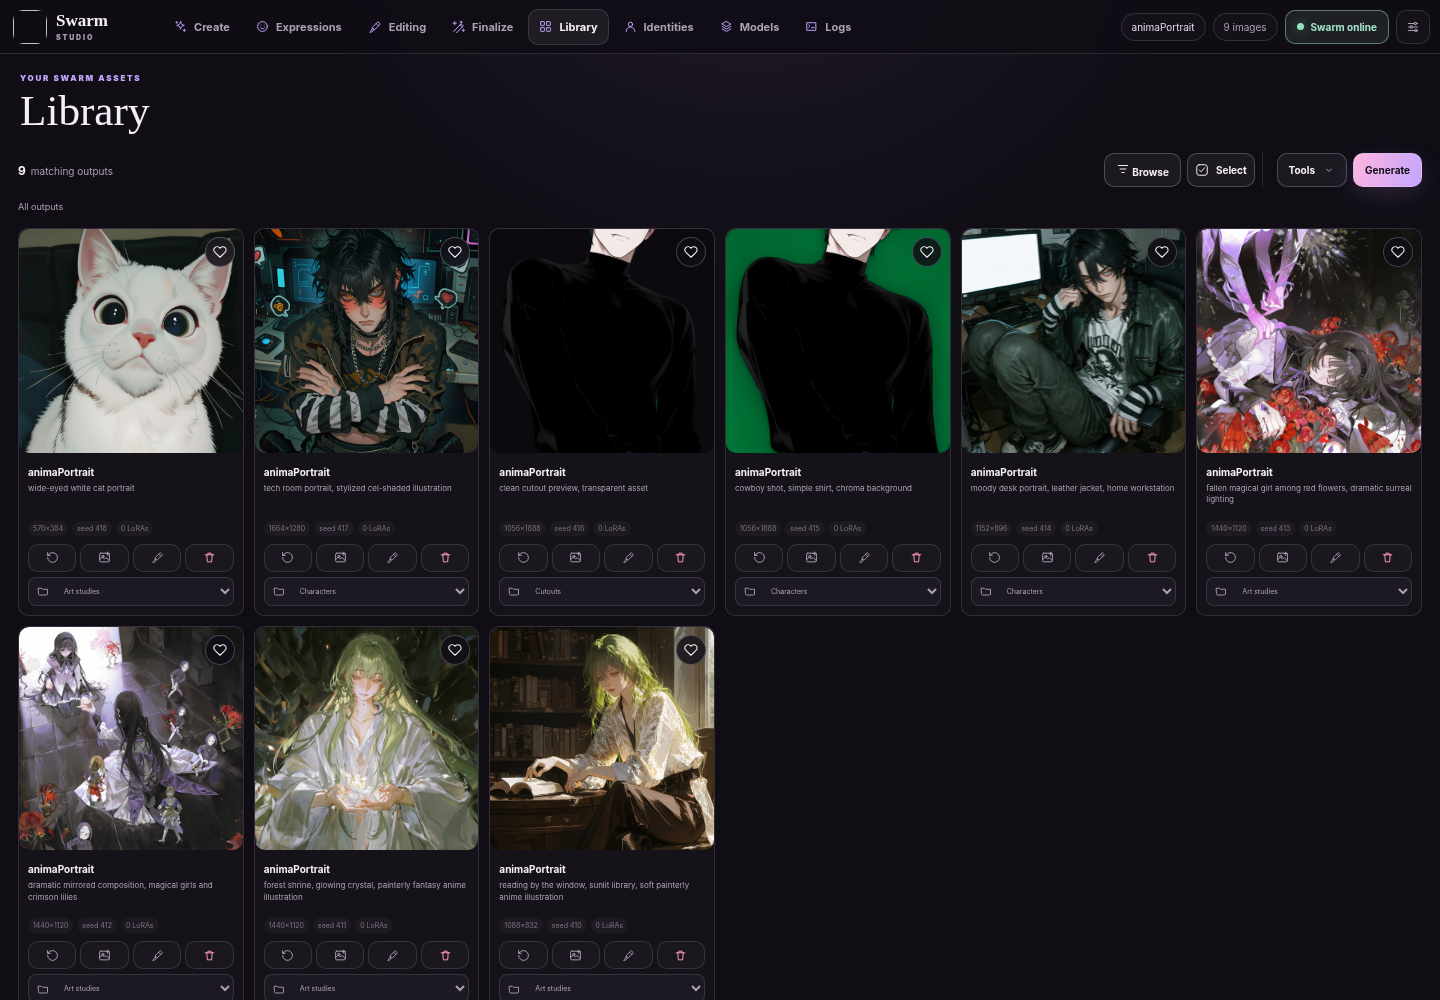 Swarm
STUDIO
Create
Expressions
Editing
Finalize
Library
Identities
Models
Logs
animaPortrait
9 images
Swarm online
YOUR SWARM ASSETS
Library
9 matching outputs
Browse
Select
Tools
Generate
All outputs
animaPortrait
wide-eyed white cat portrait
576×384 seed 418 0 LoRAs
Art studies
animaPortrait
tech room portrait, stylized cel-shaded illustration
1664×1280 seed 417 0 LoRAs
Characters
animaPortrait
clean cutout preview, transparent asset
1056×1888 seed 416 0 LoRAs
Cutouts
animaPortrait
cowboy shot, simple shirt, chroma background
1056×1888 seed 415 0 LoRAs
Characters
animaPortrait
moody desk portrait, leather jacket, home workstation
1152×896 seed 414 0 LoRAs
Characters
animaPortrait
fallen magical girl among red flowers, dramatic surreal
lighting
1440×1120 seed 413 0 LoRAs
Art studies
animaPortrait
dramatic mirrored composition, magical girls and
crimson lilies
1440×1120 seed 412 0 LoRAs
Art studies
animaPortrait
forest shrine, glowing crystal, painterly fantasy anime
illustration
1440×1120 seed 411 0 LoRAs
Art studies
animaPortrait
reading by the window, sunlit library, soft painterly
anime illustration
1088×832 seed 410 0 LoRAs
Art studies